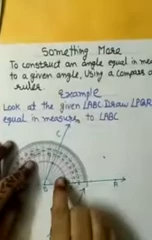 Something More
To construct an angle equal in mea
to a given angle, Using a compass a
ruler.
Example
Look at the given ∠ABC Draw ∠PQR
equal in measure to ∠ABC
C
B